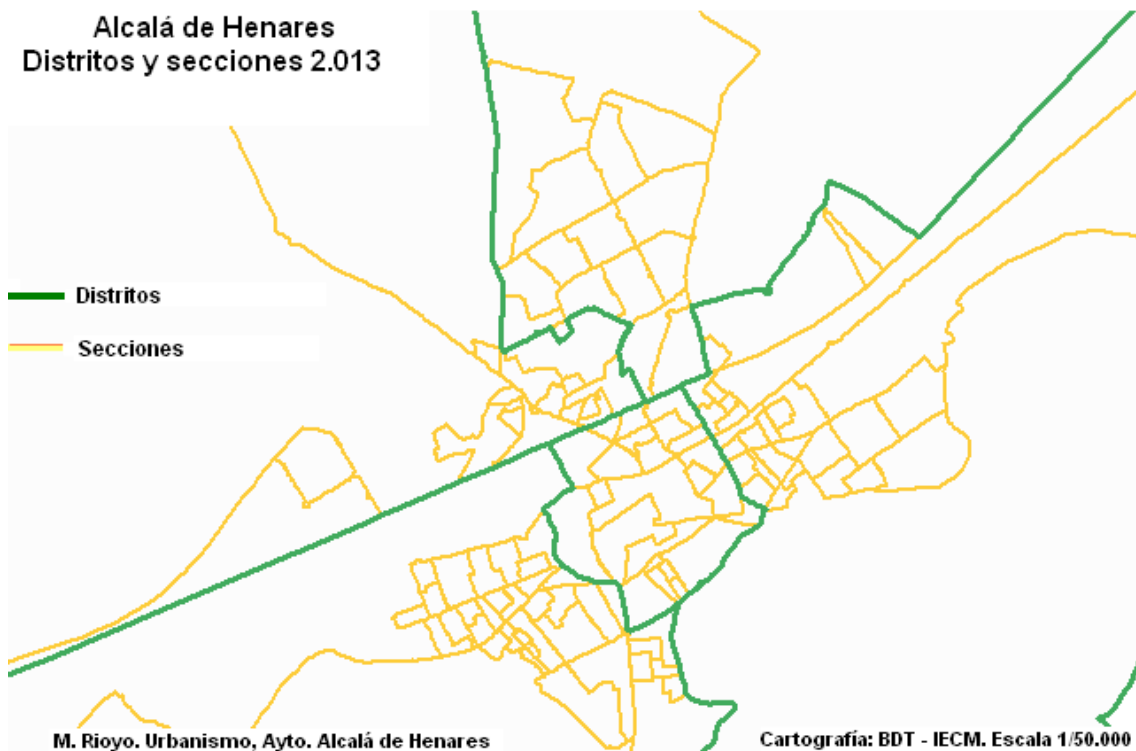 Alcalá de Henares
Distritos y secciones 2.013
Distritos
Secciones
M. Rioyo. Urbanismo, Ayto. Alcalá de Henares
Cartografía: BDT - IECM. Escala 1/50.000